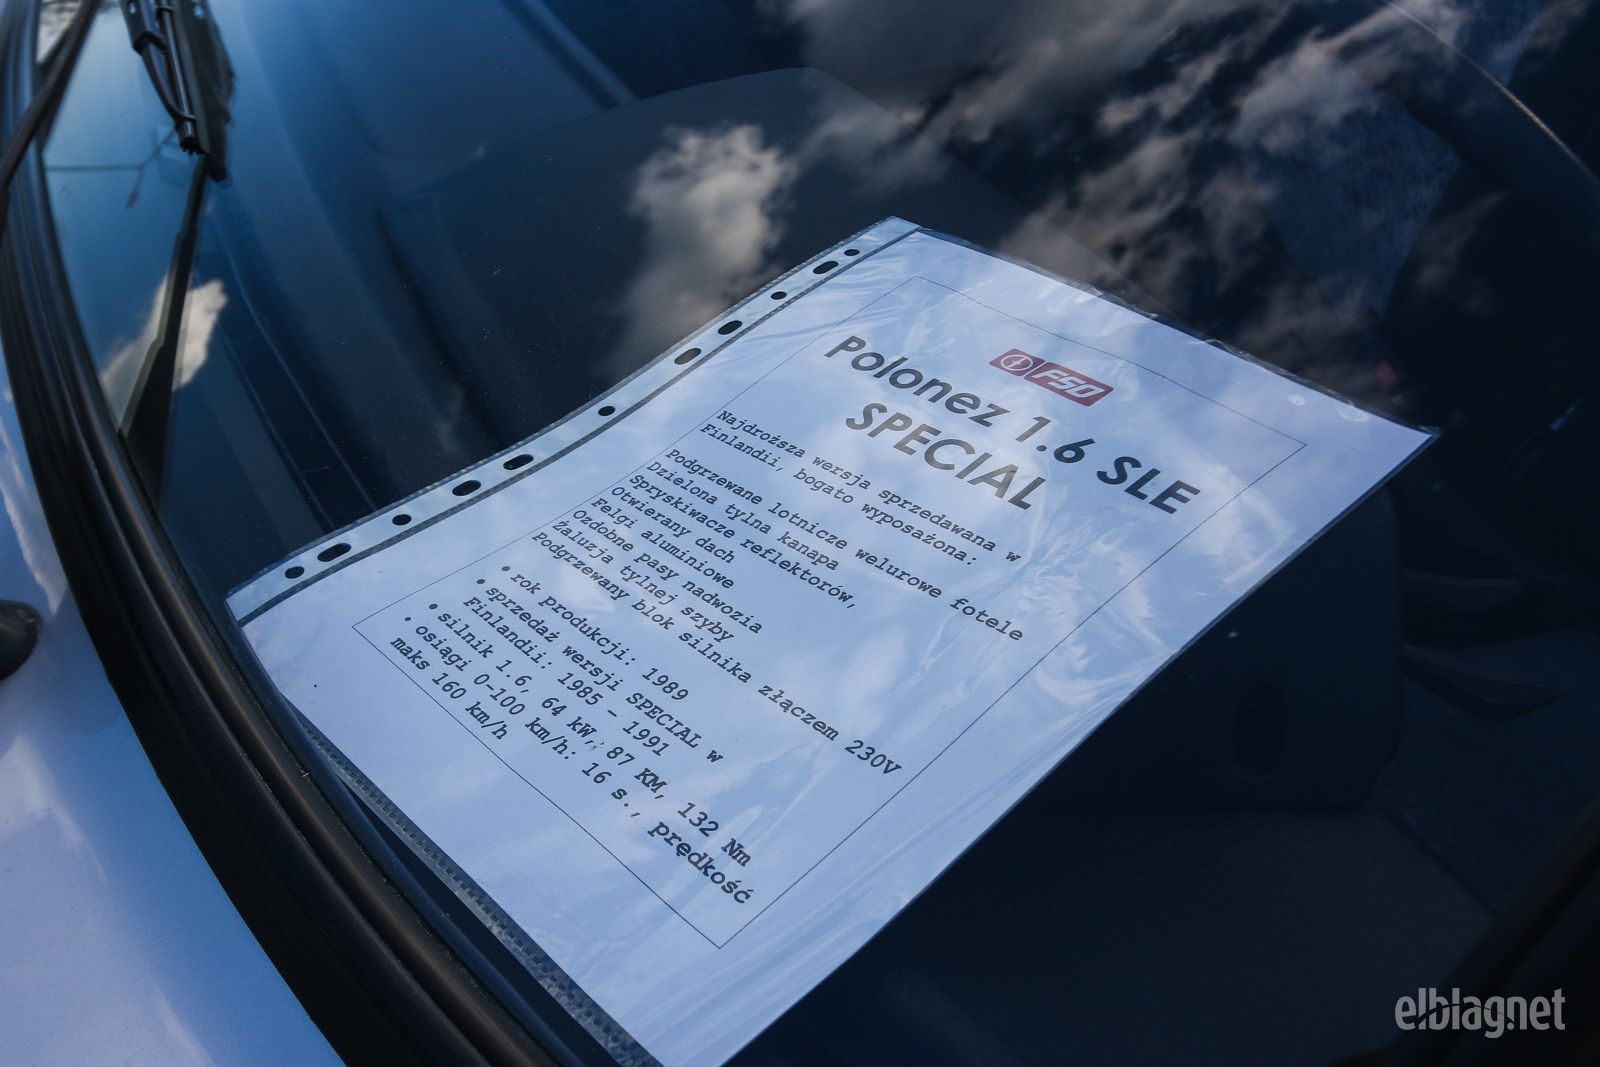 FSO
Polonez 1.6 SLE
SPECIAL
Najdroższa wersja sprzedawana w
Finlandii, bogato wyposażona:
Podgrzewane lotnicze welurowe fotele
Dzielona tylna kanapa
Spryskiwacze reflektorów,
Otwierany dach
Felgi aluminiowe
Ozdobne pasy nadwozia
Żaluzja tylnej szyby
Podgrzewany blok silnika złączem 230V
• rok produkcji: 1989
• sprzedaż wersji SPECIAL w
Finlandii: 1985 – 1991
• silnik 1.6, 64 kW, 87 KM, 132 Nm
• osiągi 0-100 km/h: 16 s., prędkość
maks 160 km/h
elblag.net